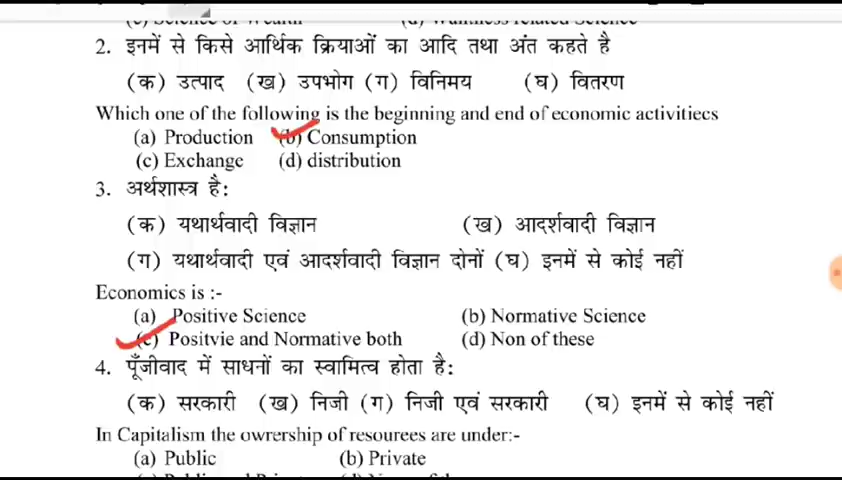 2. इनमें से किसे आर्थिक क्रियाओं का आदि तथा अंत कहते है
(क) उत्पाद (ख) उपभोग (ग) विनिमय (घ) वितरण
Which one of the following is the beginning and end of economic activitiecs
(a) Production (b) Consumption
(c) Exchange (d) distribution
3. अर्थशास्त्र है:
(क) यथार्थवादी विज्ञान (ख) आदर्शवादी विज्ञान
(ग) यथार्थवादी एवं आदर्शवादी विज्ञान दोनों (घ) इनमें से कोई नहीं
Economics is :-
(a) Positive Science (b) Normative Science
(c) Positvie and Normative both (d) Non of these
4. पूँजीवाद में साधनों का स्वामित्व होता है:
(क) सरकारी (ख) निजी (ग) निजी एवं सरकारी (घ) इनमें से कोई नहीं
In Capitalism the owrership of resourees are under:-
(a) Public (b) Private